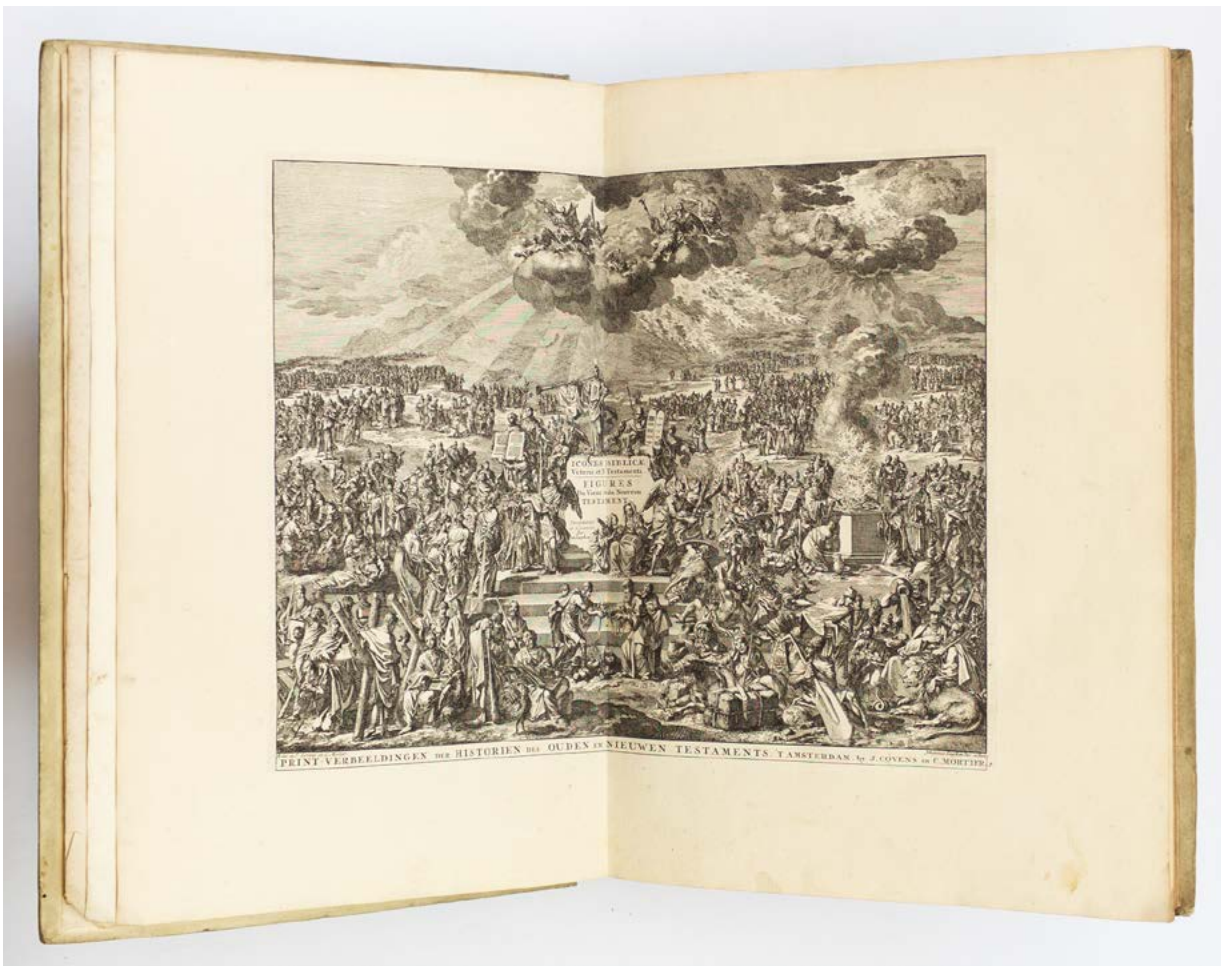 ICONES BIBLICÆ
Veteris et N Testamenti
FIGURES
Du Vieux et du Nouveau
TESTAMENT
PRINT VERBEELDINGEN DER HISTORIEN DES OUDEN EN NIEUWEN TESTAMENTS. T AMSTERDAM by J. COVENS EN C. MORTIER.